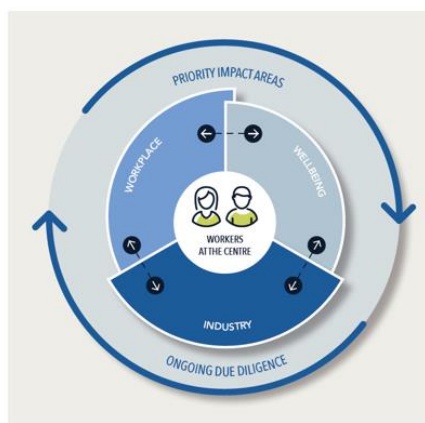 PRIORITY IMPACT AREAS
WORKPLACE
WELLBEING
WORKERS
AT THE CENTRE
INDUSTRY
ONGOING DUE DILIGENCE